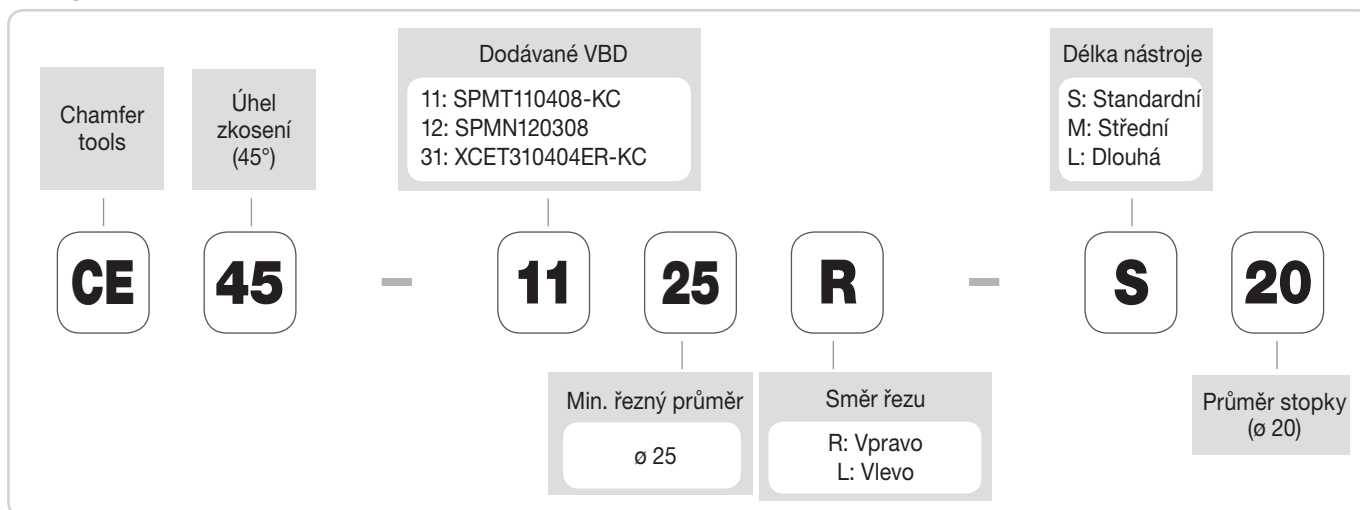 Chamfer
tools
Úhel
zkosení
(45°)
Dodávané VBD
11: SPMT110408-KC
12: SPMN120308
31: XCET310404ER-KC
Délka nástroje
S: Standardní
M: Střední
L: Dlouhá
CE 45 - 11 25 R - S 20
Min. řezný průměr
ø 25
Směr řezu
R: Vpravo
L: Vlevo
Průměr stopky
(ø 20)